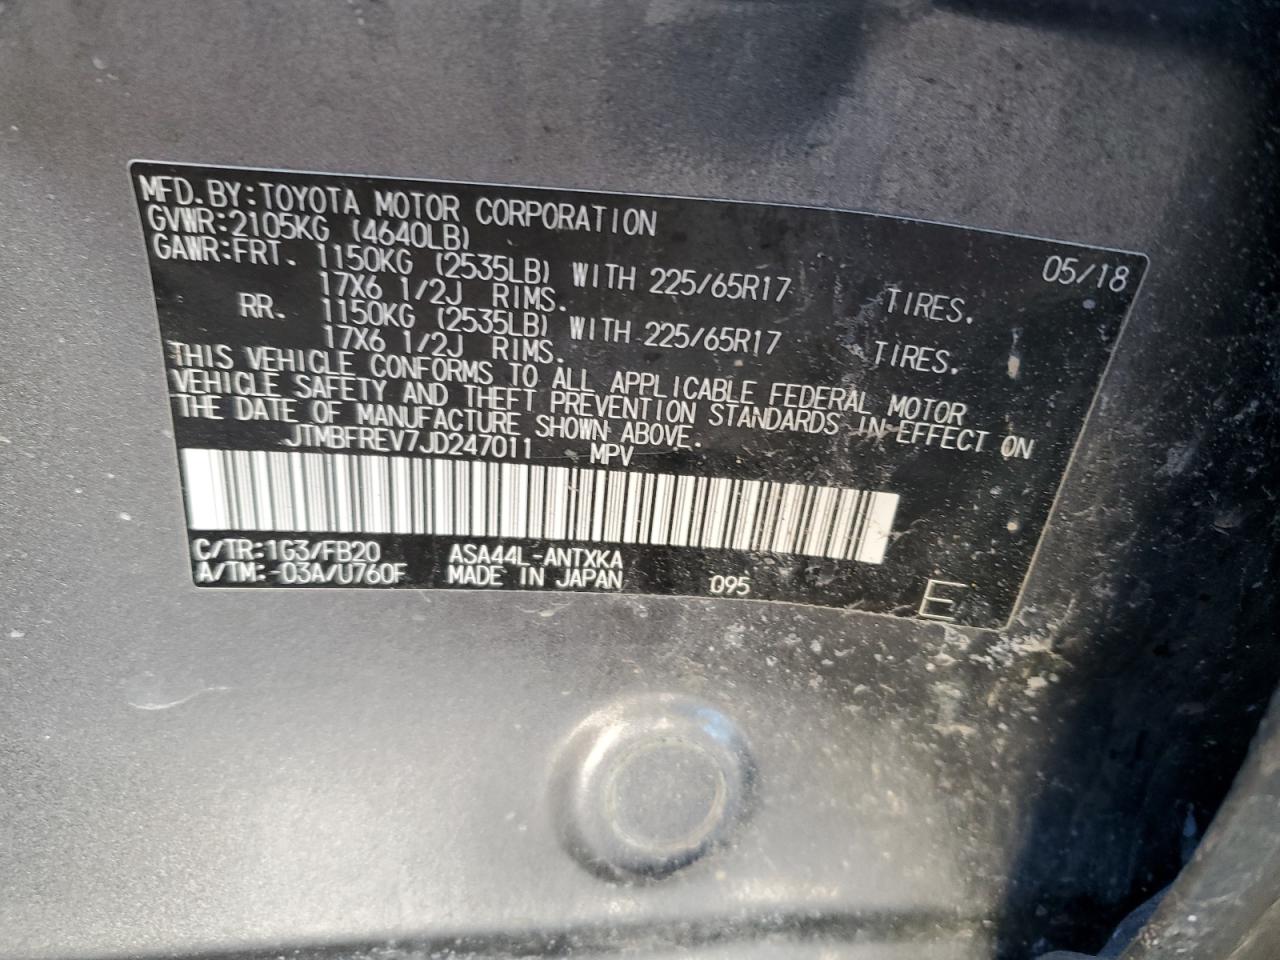 MFD.BY:TOYOTA MOTOR CORPORATION 05/18
GVWR:2105KG (4640LB)
GAWR:FRT. 1150KG (2535LB) WITH 225/65R17 TIRES.
17X6 1/2J RIMS.
RR. 1150KG (2535LB) WITH 225/65R17 TIRES.
17X6 1/2J RIMS.
THIS VEHICLE CONFORMS TO ALL APPLICABLE FEDERAL MOTOR
VEHICLE SAFETY AND THEFT PREVENTION STANDARDS IN EFFECT ON
THE DATE OF MANUFACTURE SHOWN ABOVE.
JTMBFREV7JD247011 MPV
C/TR:1G3/FB20 ASA44L-ANTXKA
A/TM:-03A/U760F MADE IN JAPAN 095 E